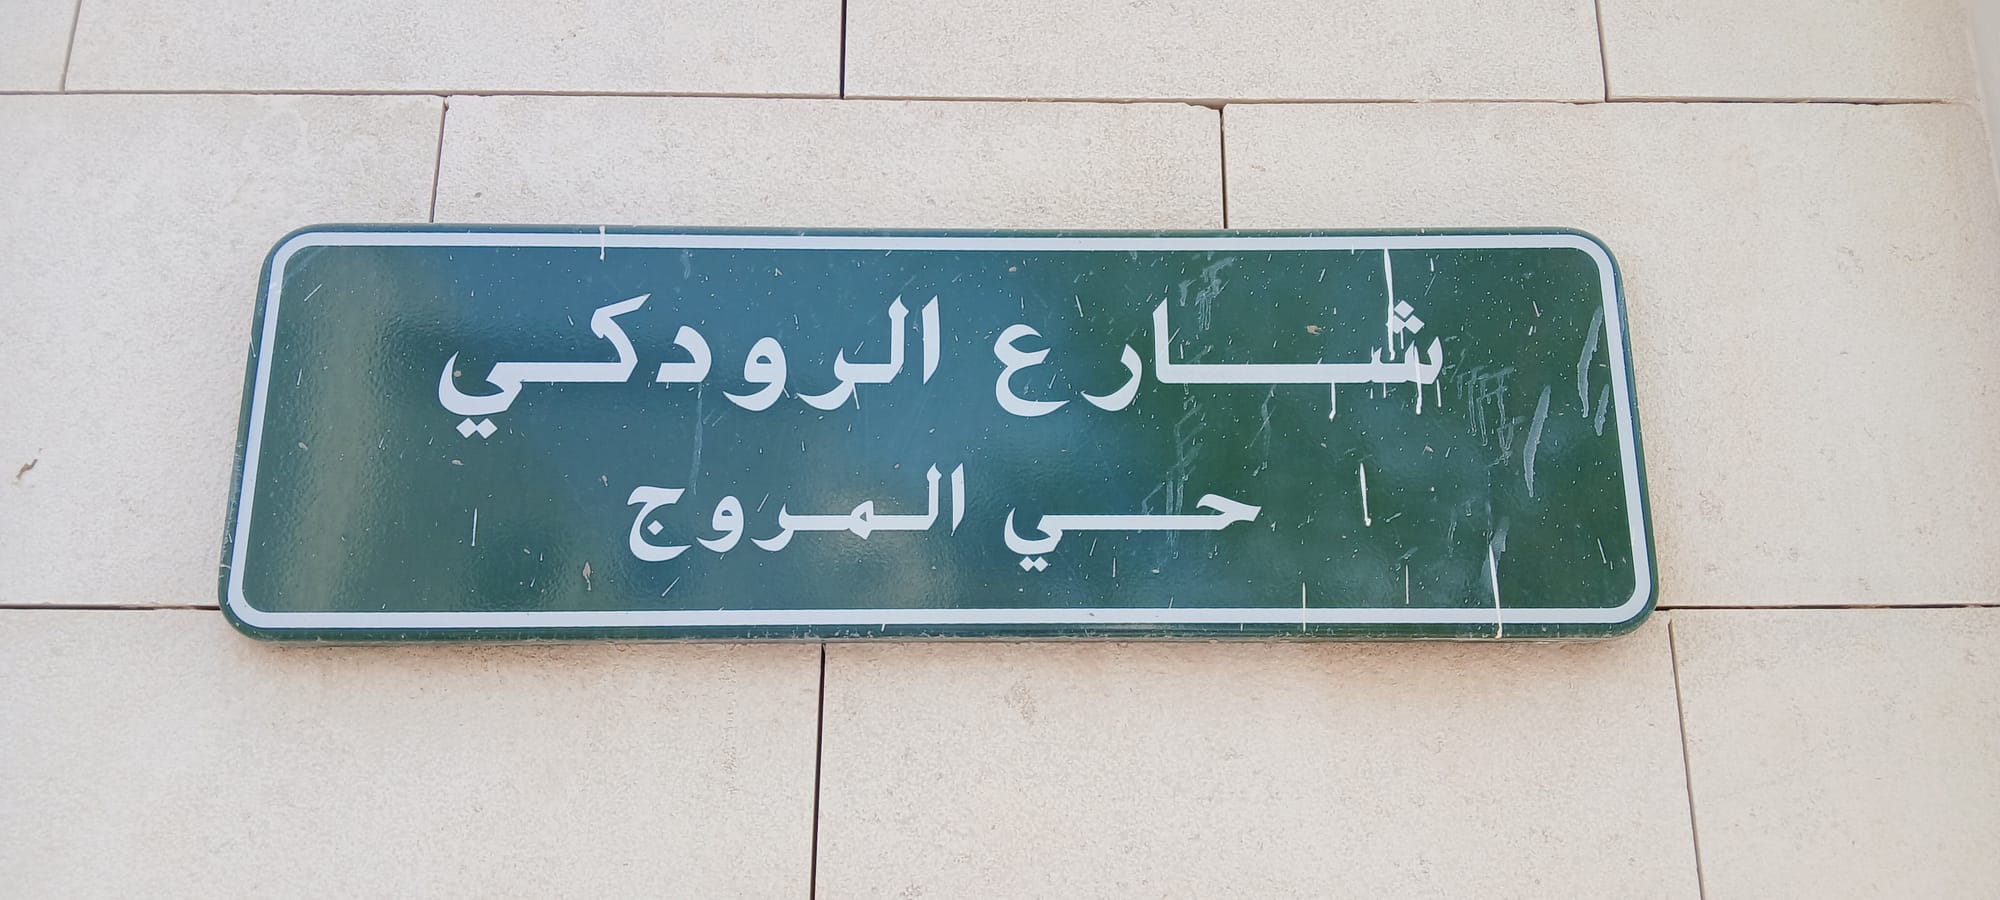 شارع الرودكي
حي المروج